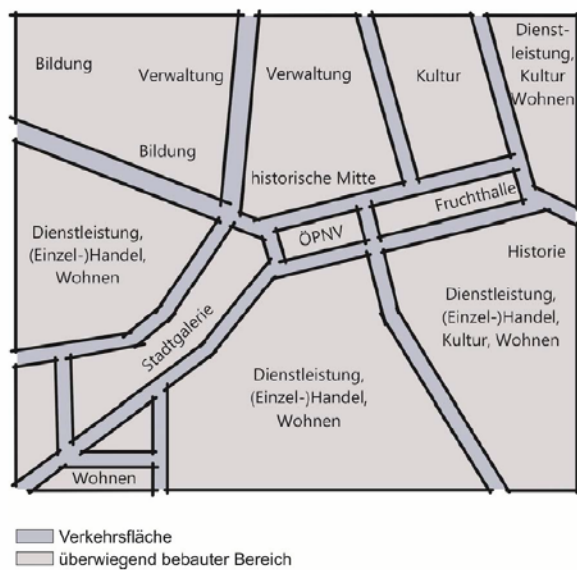 Dienst-
leistung,
Kultur
Wohnen
Bildung
Verwaltung
Verwaltung
Kultur
Bildung
historische Mitte
Fruchthalle
ÖPNV
Dienstleistung,
(Einzel-)Handel,
Wohnen
Historie
Dienstleistung,
(Einzel-)Handel,
Kultur, Wohnen
Stadtgalerie
Dienstleistung,
(Einzel-)Handel,
Wohnen
Wohnen
Verkehrsfläche
überwiegend bebauter Bereich